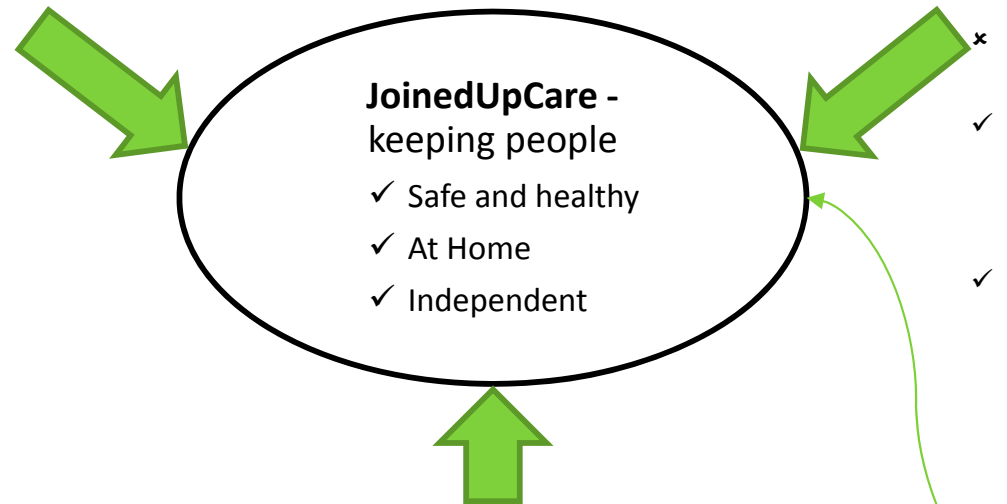 JoinedUpCare -
keeping people
✓ Safe and healthy
✓ At Home
✓ Independent
×
✓
✓